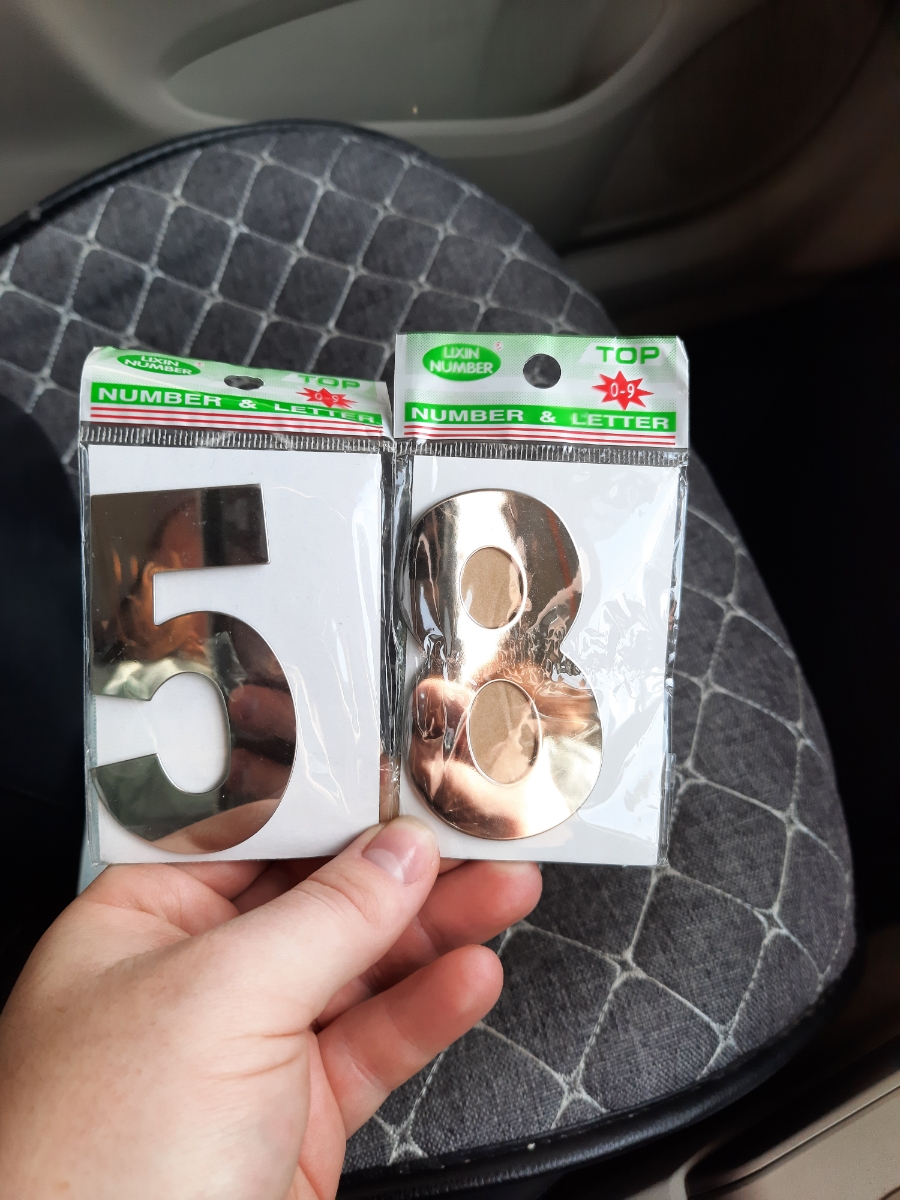 LIXIN
NUMBER
TOP
0-9
NUMBER & LETTER
5
LIXIN
NUMBER
TOP
0-9
NUMBER & LETTER
8